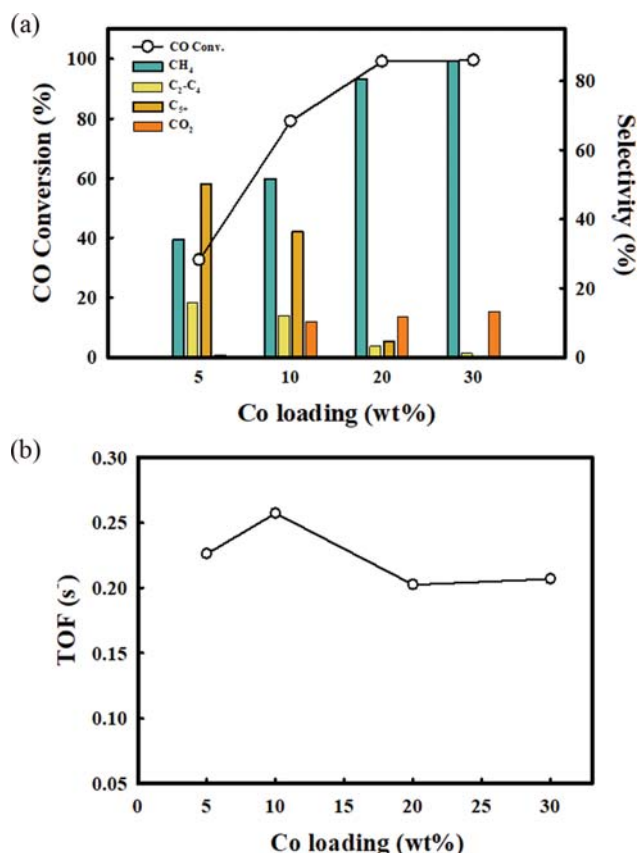 (a)
CO Conv.
CH4
C2-C4
C5+
CO2
CO Conversion (%)
100
80
60
40
20
0
Selectivity (%)
80
60
40
20
0
5 10 20 30
Co loading (wt%)
(b)
TOF (s)
0.30
0.25
0.20
0.15
0.10
0.05
0 5 10 15 20 25 30
Co loading (wt%)